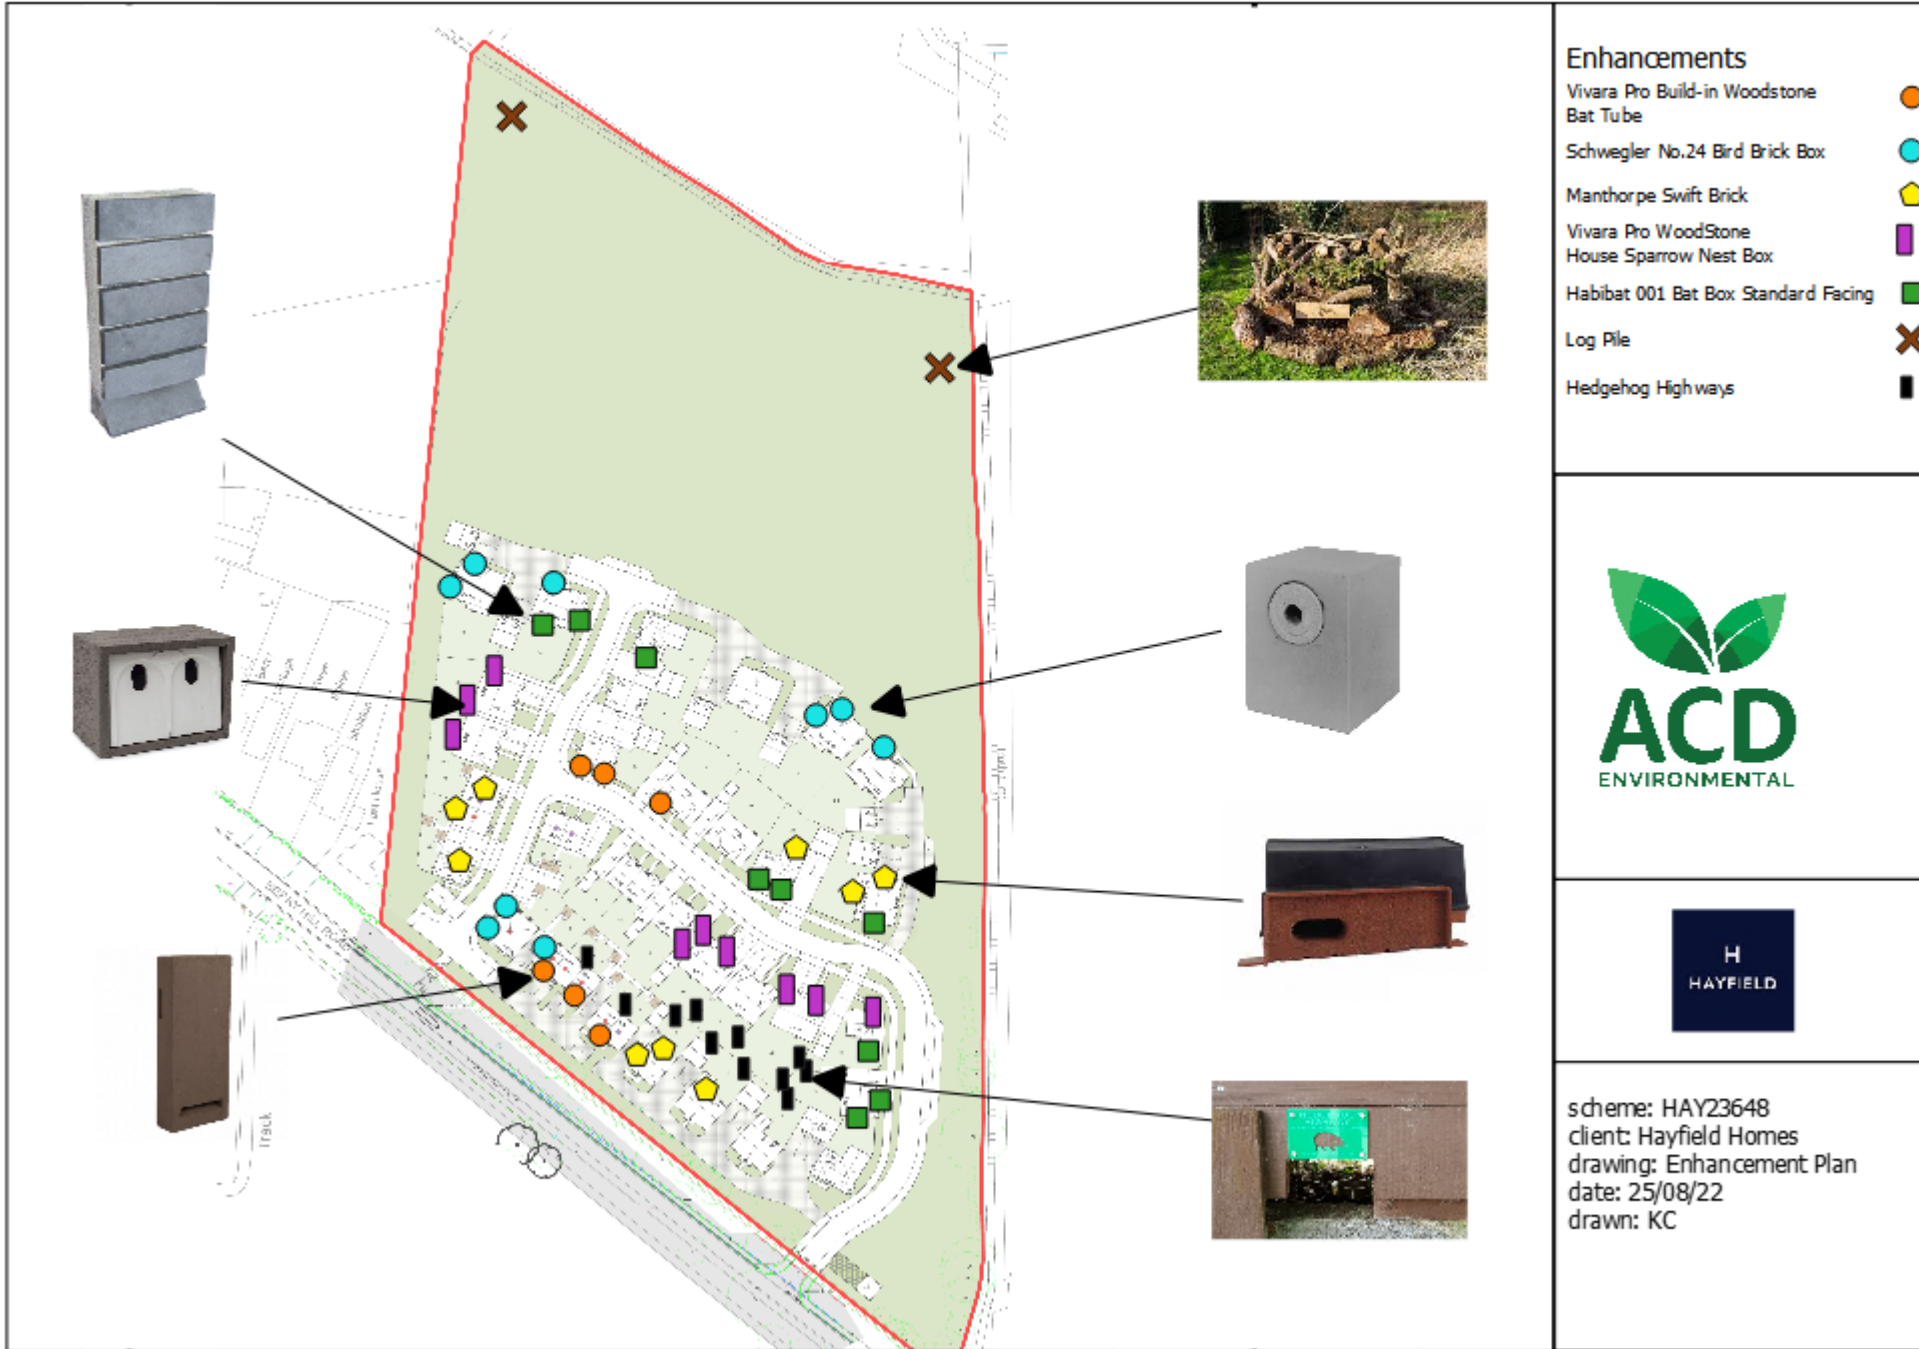 Enhancements
Vivara Pro Build-in Woodstone
Bat Tube
Schwegler No.24 Bird Brick Box
Manthorpe Swift Brick
Vivara Pro WoodStone
House Sparrow Nest Box
Habibat 001 Bat Box Standard Facing
Log Pile
Hedgehog Highways
ACD
ENVIRONMENTAL
H
HAYFIELD
scheme: HAY23648
client: Hayfield Homes
drawing: Enhancement Plan
date: 25/08/22
drawn: KC
Track